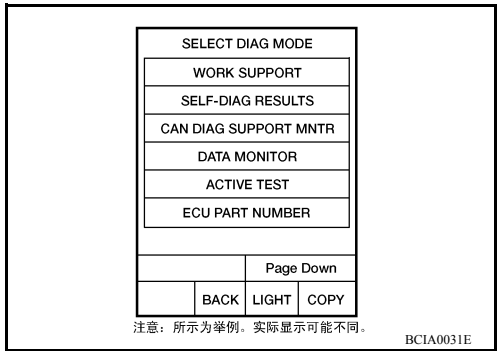 SELECT DIAG MODE
WORK SUPPORT
SELF-DIAG RESULTS
CAN DIAG SUPPORT MNTR
DATA MONITOR
ACTIVE TEST
ECU PART NUMBER
Page Down
BACK LIGHT COPY
注意：所示为举例。实际显示可能不同。
BCIA0031E